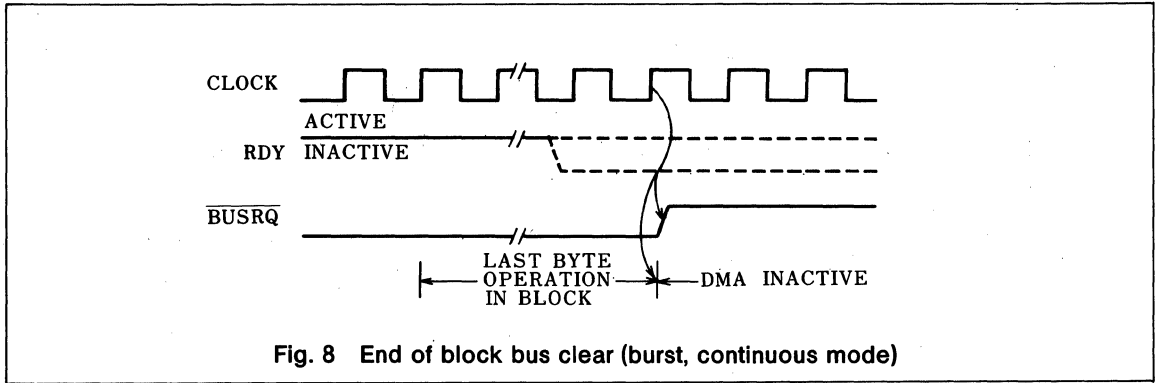 CLOCK
ACTIVE
RDY INACTIVE
BUSRQ
LAST BYTE
OPERATION
IN BLOCK
DMA INACTIVE
Fig. 8 End of block bus clear (burst, continuous mode)